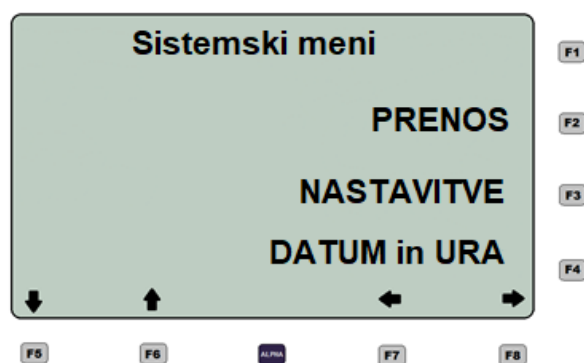 Sistemski meni
F1
PRENOS
F2
NASTAVITVE
F3
DATUM in URA
F4
F5
F6
ALPHA
F7
F8